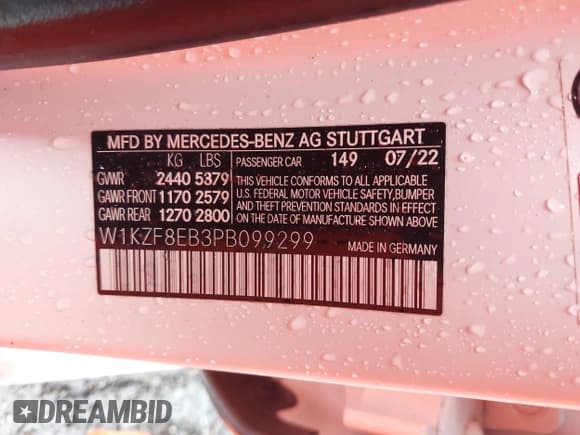 MFD BY MERCEDES-BENZ AG STUTTGART
KG LBS PASSENGER CAR 149 07/22
GVWR 2440 5379
GAWR FRONT 1170 2579
GAWR REAR 1270 2800
THIS VEHICLE CONFORMS TO ALL APPLICABLE
U.S. FEDERAL MOTOR VEHICLE SAFETY,BUMPER
AND THEFT PREVENTION STANDARDS IN EFFECT
ON THE DATE OF MANUFACTURE SHOWN ABOVE.
W1KZF8EB3PB099299
MADE IN GERMANY
DREAMBID